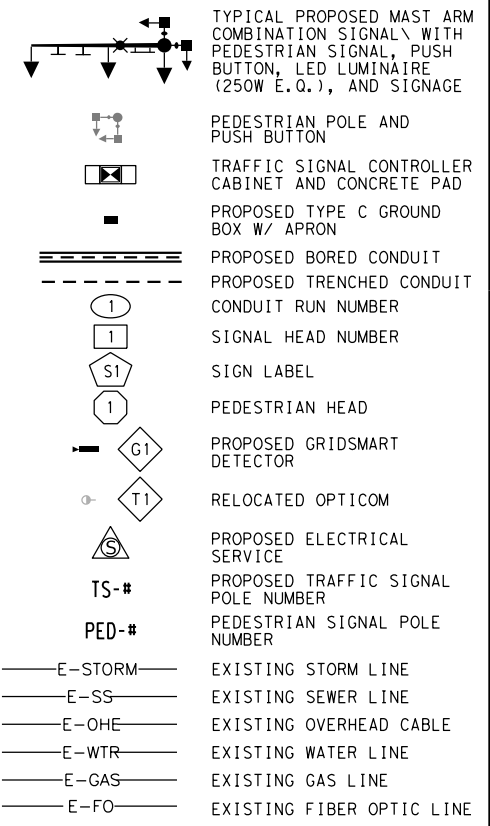 TYPICAL PROPOSED MAST ARM
COMBINATION SIGNAL\ WITH
PEDESTRIAN SIGNAL, PUSH
BUTTON, LED LUMINAIRE
(250W E.Q.), AND SIGNAGE
PEDESTRIAN POLE AND
PUSH BUTTON
TRAFFIC SIGNAL CONTROLLER
CABINET AND CONCRETE PAD
PROPOSED TYPE C GROUND
BOX W/ APRON
PROPOSED BORED CONDUIT
PROPOSED TRENCHED CONDUIT
1 CONDUIT RUN NUMBER
1 SIGNAL HEAD NUMBER
S1 SIGN LABEL
1 PEDESTRIAN HEAD
G1 PROPOSED GRIDSMART
DETECTOR
T1 RELOCATED OPTICOM
S PROPOSED ELECTRICAL
SERVICE
TS-# PROPOSED TRAFFIC SIGNAL
POLE NUMBER
PED-# PEDESTRIAN SIGNAL POLE
NUMBER
E-STORM EXISTING STORM LINE
E-SS EXISTING SEWER LINE
E-OHE EXISTING OVERHEAD CABLE
E-WTR EXISTING WATER LINE
E-GAS EXISTING GAS LINE
E-FO EXISTING FIBER OPTIC LINE